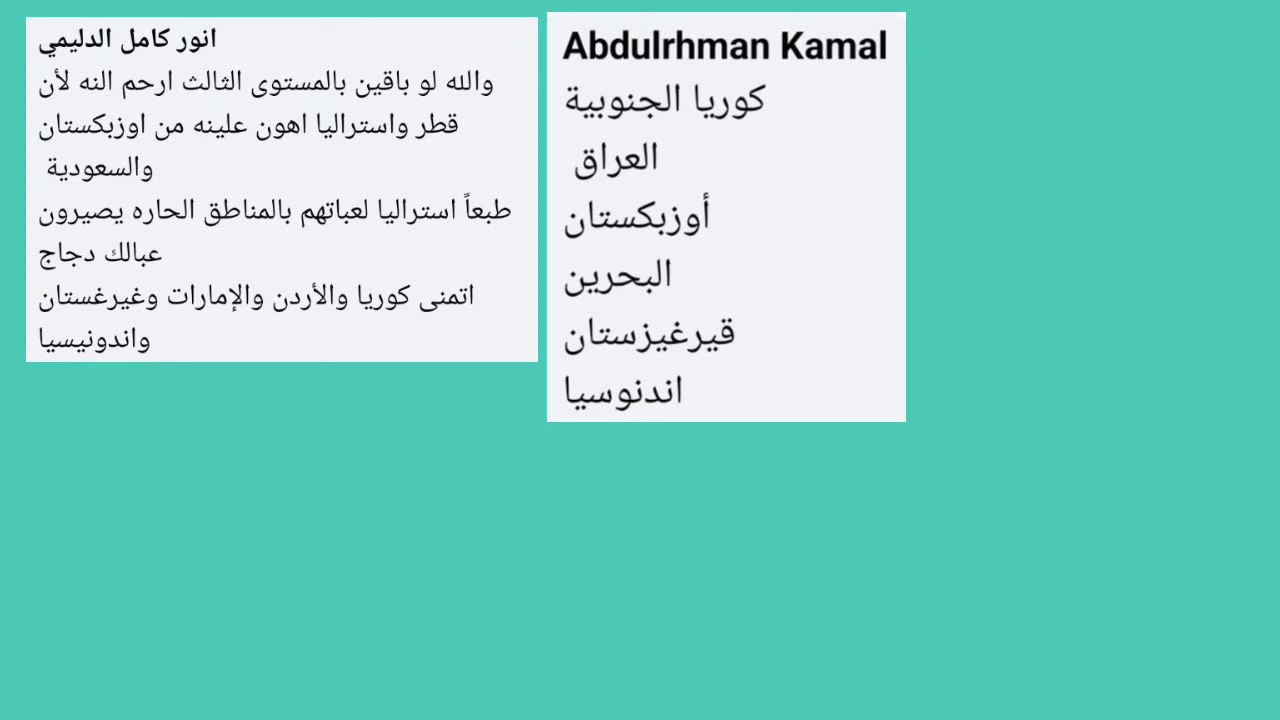 انور كامل الدليمي
والله لو باقين بالمستوى الثالث ارحم النه لأن
قطر واستراليا اهون علينه من اوزبكستان
والسعودية
طبعاً استراليا لعباتهم بالمناطق الحاره يصيرون
عبالك دجاج
اتمنى كوريا والأردن والإمارات وغيرغستان
واندونيسيا
Abdulrhman Kamal
كوريا الجنوبية
العراق
أوزبكستان
البحرين
قيرغيزستان
اندنوسيا